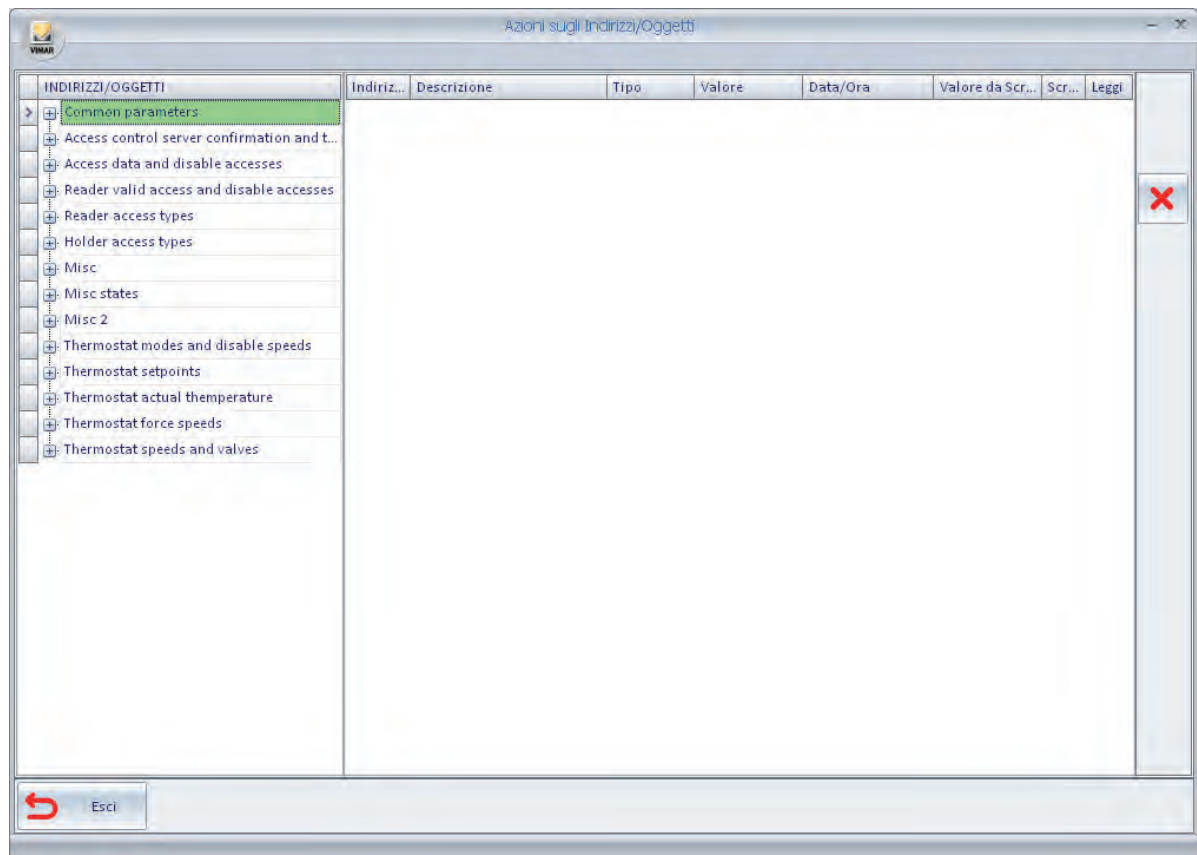 Azioni sugli Indirizzi/Oggetti
VIMAR
INDIRIZZI/OGGETTI
Indiriz... Descrizione Tipo Valore Data/Ora Valore da Scr... Scr... Leggi
Common parameters
Access control server confirmation and t...
Access data and disable accesses
Reader valid access and disable accesses
Reader access types
Holder access types
Misc
Misc states
Misc 2
Thermostat modes and disable speeds
Thermostat setpoints
Thermostat actual themperature
Thermostat force speeds
Thermostat speeds and valves
Esci